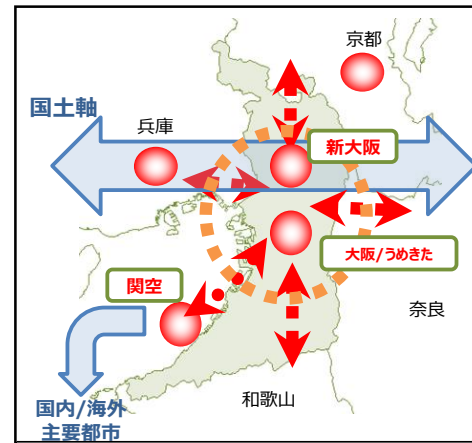 京都
国土軸
兵庫
新大阪
大阪/うめきた
関空
奈良
和歌山
国内/海外
主要都市